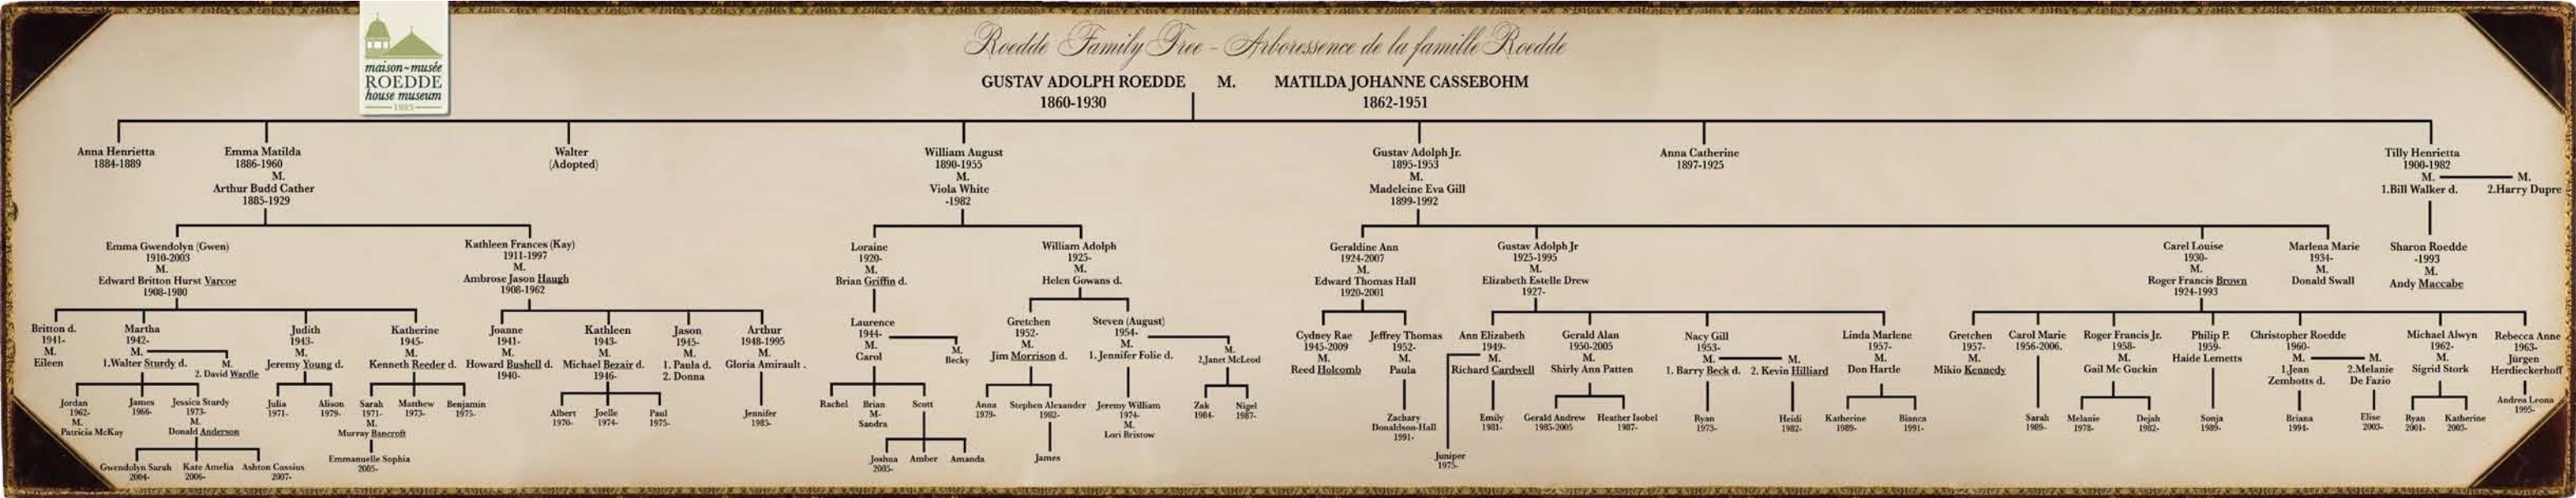 maison~musée
ROEDDE
house museum
1893
Roedde Family Tree - Arboressence de la famille Roedde
GUSTAV ADOLPH ROEDDE M. MATILDA JOHANNE CASSEBOHM
1860-1930 1862-1951
Anna Henrietta
1884-1889
Emma Matilda
1886-1960
M.
Arthur Budd Cather
1885-1929
Walter
(Adopted)
William August
1890-1955
M.
Viola White
-1982
Gustav Adolph Jr.
1895-1953
M.
Madeleine Eva Gill
1899-1992
Anna Catherine
1897-1925
Tilly Henrietta
1900-1982
M. M.
1.Bill Walker d. 2.Harry Dupre
Emma Gwendolyn (Gwen)
1910-2003
M.
Edward Britton Hurst Varcoe
1908-1980
Kathleen Frances (Kay)
1911-1997
M.
Ambrose Jason Haugh
1908-1962
Loraine
1920-
M.
Brian Griffin d.
William Adolph
1925-
M.
Helen Gowans d.
Geraldine Ann
1924-2007
M.
Edward Thomas Hall
1920-2001
Gustav Adolph Jr
1925-1995
M.
Elizabeth Estelle Drew
1927-
Carel Louise
1930-
M.
Roger Francis Brown
1924-1993
Marlena Marie
1934-
M.
Donald Swall
Sharon Roedde
-1993
M.
Andy Maccabe
Britton d.
1941-
M.
Eileen
Martha
1942-
M. M.
1.Walter Sturdy d. 2. David Wardle
Judith
1943-
M.
Jeremy Young d.
Katherine
1945-
M.
Kenneth Reeder d.
Joanne
1941-
M.
Howard Bushell d.
1940-
Kathleen
1943-
M.
Michael Bezair d.
1946-
Jason
1945-
M.
1. Paula d.
2. Donna
Arthur
1948-1995
M.
Gloria Amirault .
Laurence
1944-
M. M.
Carol Becky
Gretchen
1952-
M.
Jim Morrison d.
Steven (August)
1954-
M. M.
1. Jennifer Folie d. 2.Janet McLeod
Cydney Rae
1945-2009
M.
Reed Holcomb
Jeffrey Thomas
1952-
M.
Paula
Ann Elizabeth
1949-
M.
Richard Cardwell
Gerald Alan
1950-2005
M.
Shirly Ann Patten
Nacy Gill
1953-
M. M.
1. Barry Beck d. 2. Kevin Hilliard
Linda Marlene
1957-
M.
Don Hartle
Gretchen
1957-
M.
Mikio Kennedy
Carol Marie
1956-2006.
Roger Francis Jr.
1958-
M.
Gail Mc Guckin
Philip P.
1959-
M.
Haide Lemetts
Christopher Roedde
1960-
M. M.
1.Jean 2.Melanie
Zembotts d. De Fazio
Michael Alwyn
1962-
M.
Sigrid Stork
Rebecca Anne
1963-
Jürgen
Herdieckerhoff
Jordan
1962-
M.
Patricia McKay
James
1966-
Jessica Sturdy
1973-
M.
Donald Anderson
Julia
1971-
Alison
1979-
Sarah
1971-
M.
Murray Bancroft
Matthew
1973-
Benjamin
1975-
Albert
1970-
Joelle
1974-
Paul
1975-
Jennifer
1985-
Rachel
Brian
M-
Sandra
Scott
Anna
1979-
Stephen Alexander
1982-
Jeremy William
1974-
M.
Lori Bristow
Zak
1984-
Nigel
1987-
Zachary
Donaldson-Hall
1991-
Emily
1981-
Gerald Andrew
1985-2005
Heather Isobel
1987-
Ryan
1973-
Heidi
1982-
Katherine
1989-
Bianca
1991-
Sarah
1989-
Melanie
1978-
Dejah
1982-
Sonja
1989-
Briana
1994-
Elise
2003-
Ryan
2001-
Katherine
2003-
Andrea Leona
1995-
Gwendolyn Sarah
2004-
Kate Amelia
2006-
Ashton Cassius
2007-
Emmanuelle Sophia
2005-
Joshua
2005-
Amber
Amanda
James
Juniper
1975-